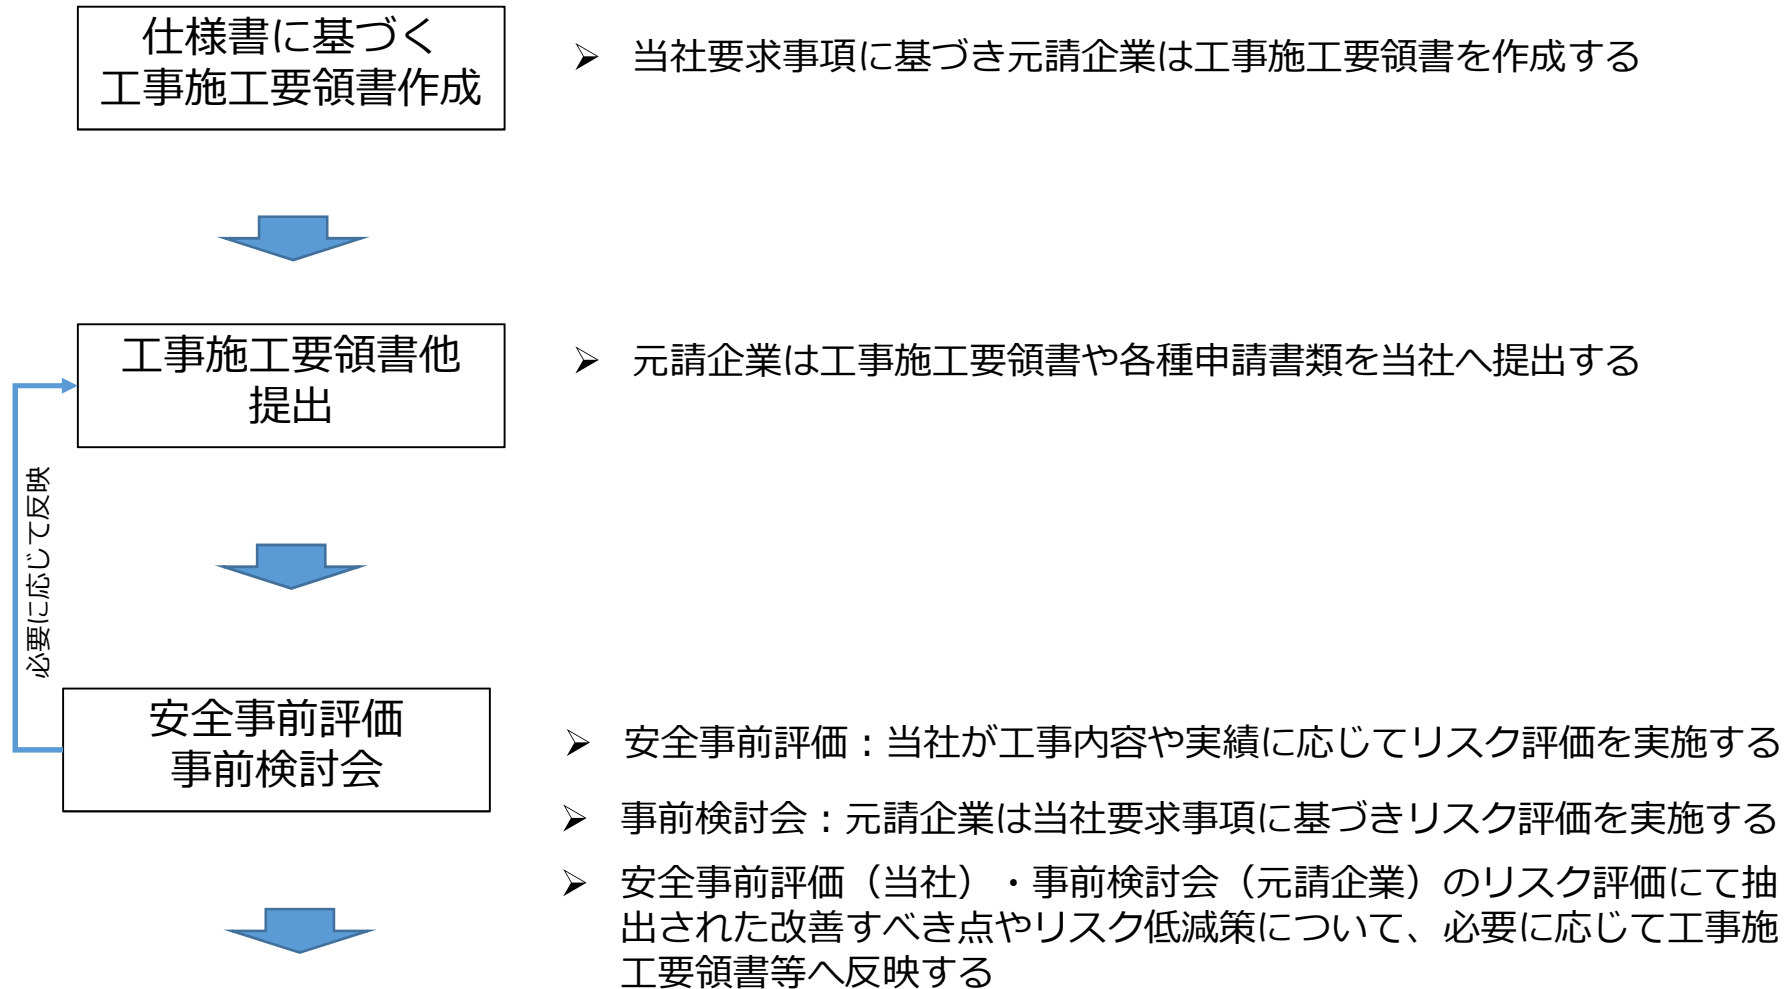 仕様書に基づく
工事施工要領書作成
➢ 当社要求事項に基づき元請企業は工事施工要領書を作成する
工事施工要領書他
提出
➢ 元請企業は工事施工要領書や各種申請書類を当社へ提出する
必要に応じて反映
安全事前評価
事前検討会
➢ 安全事前評価：当社が工事内容や実績に応じてリスク評価を実施する
➢ 事前検討会：元請企業は当社要求事項に基づきリスク評価を実施する
➢ 安全事前評価（当社）・事前検討会（元請企業）のリスク評価にて抽
出された改善すべき点やリスク低減策について、必要に応じて工事施
工要領書等へ反映する